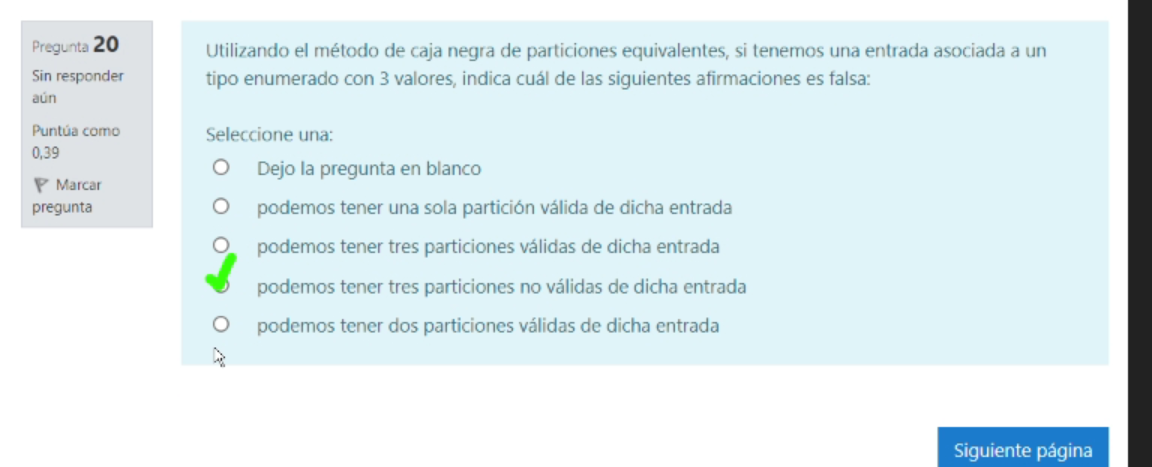 Pregunta 20
Sin responder
aún
Puntúa como
0,39
Marcar
pregunta
Utilizando el método de caja negra de particiones equivalentes, si tenemos una entrada asociada a un
tipo enumerado con 3 valores, indica cuál de las siguientes afirmaciones es falsa:
Seleccione una:
Dejo la pregunta en blanco
podemos tener una sola partición válida de dicha entrada
podemos tener tres particiones válidas de dicha entrada
podemos tener tres particiones no válidas de dicha entrada
podemos tener dos particiones válidas de dicha entrada
Siguiente página